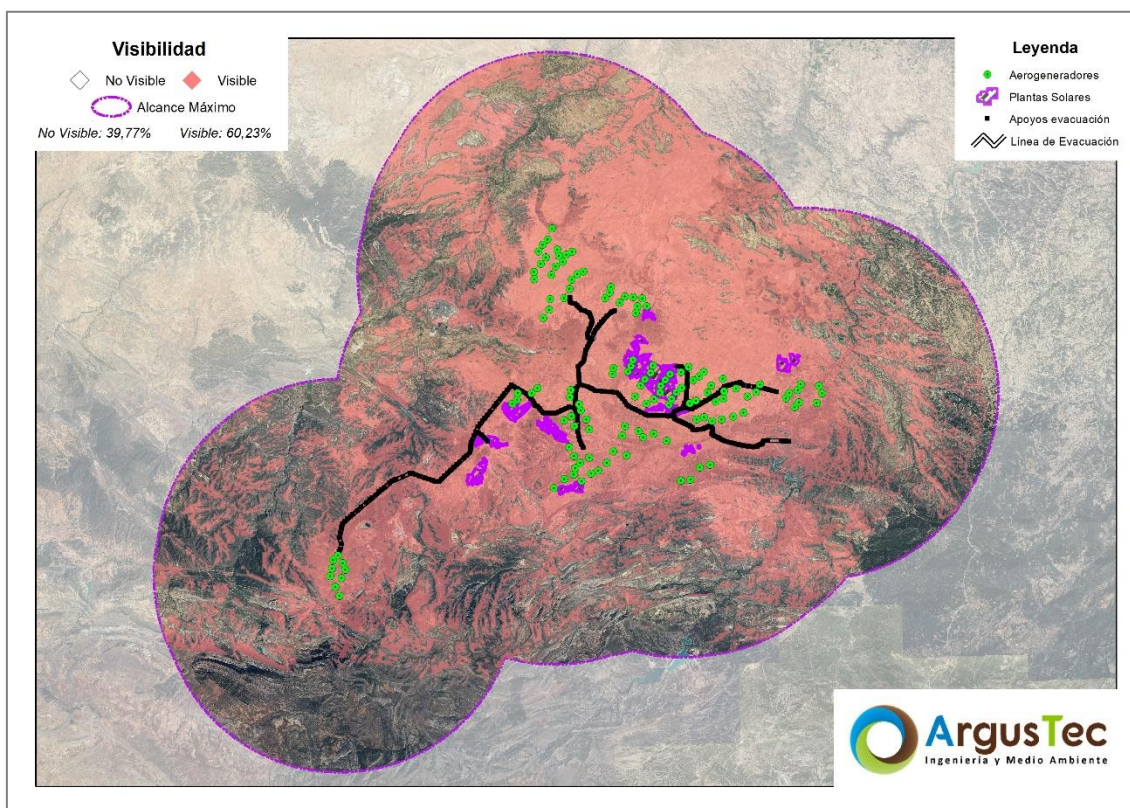 Visibilidad
No Visible Visible
Alcance Máximo
No Visible: 39,77% Visible: 60,23%
Leyenda
Aerogeneradores
Plantas Solares
Apoyos evacuación
Línea de Evacuación
ArgusTec
Ingeniería y Medio Ambiente